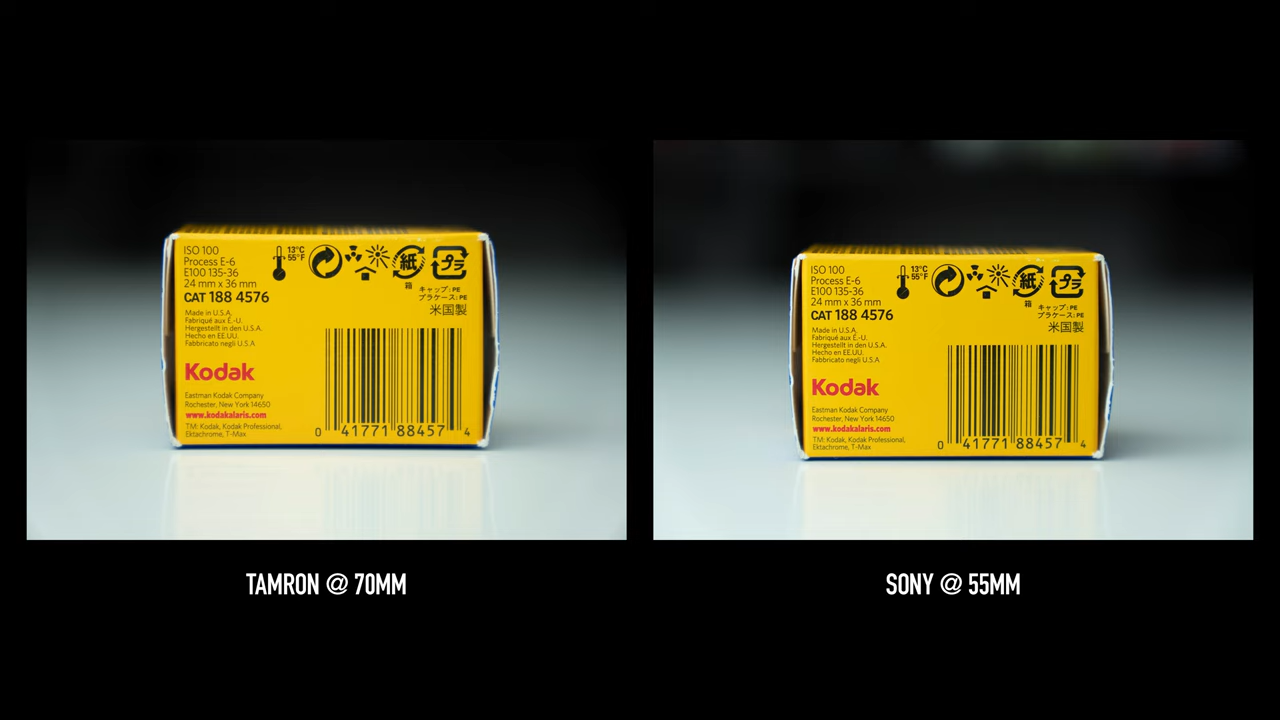 ISO 100
Process E-6
E100 135-36
24 mm x 36 mm
CAT 188 4576
13°C
55°F
紙
プラ
箱
キャップ: PE
プラケース: PE
米国製
Made in U.S.A.
Fabriqué aux É.-U.
Hergestellt in den U.S.A.
Hecho en EE.UU.
Fabbricato negli U.S.A
Kodak
Eastman Kodak Company
Rochester, New York 14650
www.kodakalaris.com
TM: Kodak, Kodak Professional,
Ektachrome, T-Max
0 41771 88457 4
ISO 100
Process E-6
E100 135-36
24 mm x 36 mm
CAT 188 4576
13°C
55°F
紙
プラ
箱
キャップ: PE
プラケース: PE
米国製
Made in U.S.A.
Fabriqué aux É.-U.
Hergestellt in den U.S.A.
Hecho en EE.UU.
Fabbricato negli U.S.A
Kodak
Eastman Kodak Company
Rochester, New York 14650
www.kodakalaris.com
TM: Kodak, Kodak Professional,
Ektachrome, T-Max
0 41771 88457 4
TAMRON @ 70MM
SONY @ 55MM